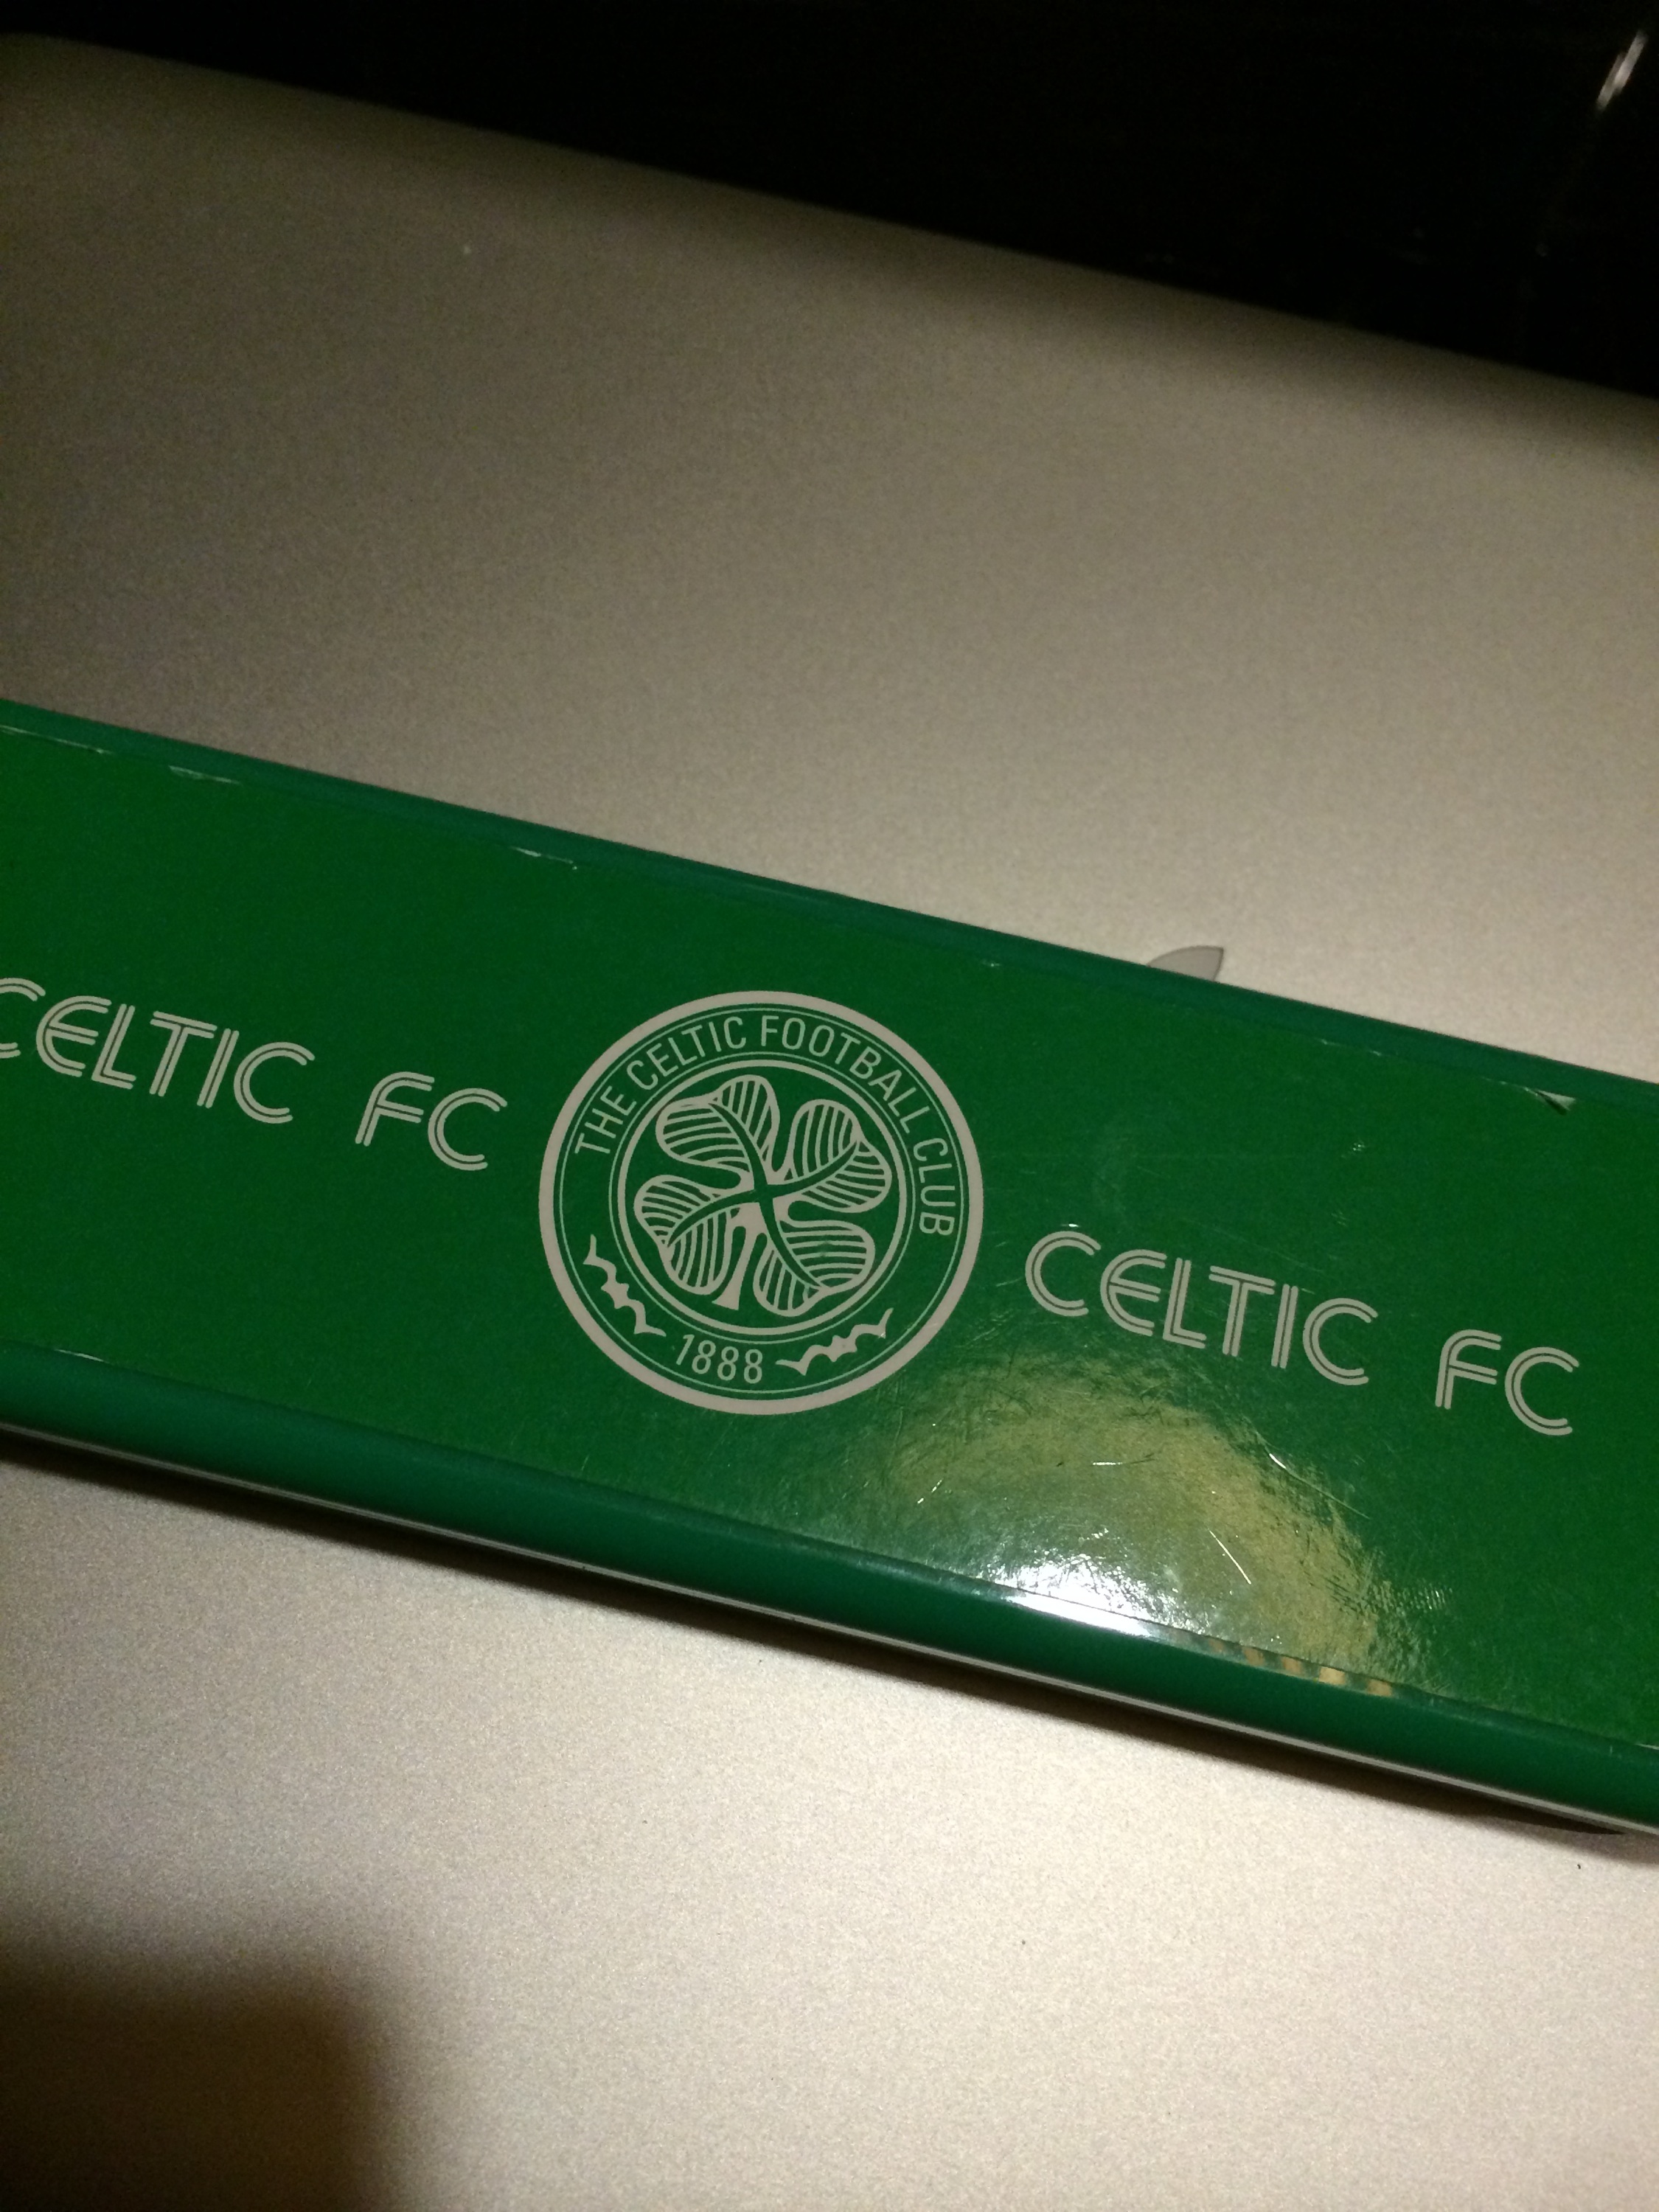 CELTIC FC
THE CELTIC FOOTBALL CLUB
1888
CELTIC FC